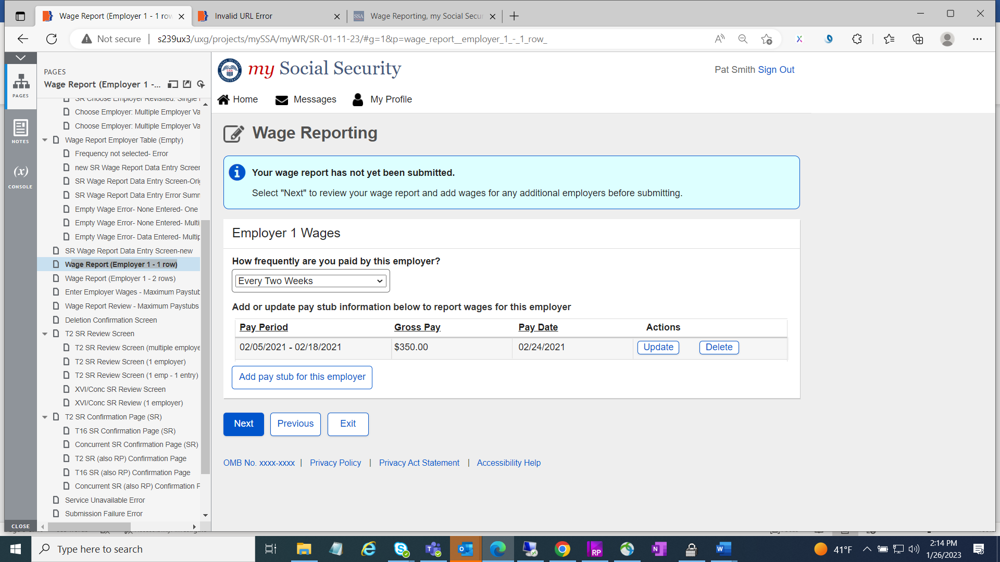 Wage Report (Employer 1 - 1 row
Invalid URL Error
SSA
Wage Reporting, my Social Secur
Not secure
s239ux3/uxg/projects/mySSA/myWR/SR-01-11-23/#g=1&p=wage_report__employer_1_-_1_row_
PAGES
Wage Report (Employer 1 -...
PAGES
NOTES
(x)
CONSOLE
CLOSE
SR Choose Employer Revisited: Single
Choose Employer: Multiple Employer Va
Choose Employer: Multiple Employer Va
Wage Report Employer Table (Empty)
Frequency not selected- Error
new SR Wage Report Data Entry Screen
SR Wage Report Data Entry Screen-Orig
SR Wage Report Data Entry Error Summ
Empty Wage Error- None Entered- One
Empty Wage Error- None Entered- Multi
Empty Wage Error- Data Entered- Multip
SR Wage Report Data Entry Screen-new
Wage Report (Employer 1 - 1 row)
Wage Report (Employer 1 - 2 rows)
Enter Employer Wages - Maximum Paystub
Wage Report Review - Maximum Paystubs
Deletion Confirmation Screen
T2 SR Review Screen
T2 SR Review Screen (multiple employe
T2 SR Review Screen (1 employer)
T2 SR Review Screen (1 emp - 1 entry)
XVI/Conc SR Review Screen
XVI/Conc SR Review (1 employer)
T2 SR Confirmation Page (SR)
T16 SR Confirmation Page (SR)
Concurrent SR Confirmation Page (SR)
T2 SR (also RP) Confirmation Page
T16 SR (also RP) Confirmation Page
Concurrent SR (also RP) Confirmation P
Service Unavailable Error
Submission Failure Error
my Social Security
Pat Smith Sign Out
Home
Messages
My Profile
Wage Reporting
Your wage report has not yet been submitted.
Select "Next" to review your wage report and add wages for any additional employers before submitting.
Employer 1 Wages
How frequently are you paid by this employer?
Every Two Weeks
Add or update pay stub information below to report wages for this employer
Pay Period Gross Pay Pay Date Actions
02/05/2021 - 02/18/2021 $350.00 02/24/2021 Update Delete
Add pay stub for this employer
Next Previous Exit
OMB No. xxxx-xxxx | Privacy Policy | Privacy Act Statement | Accessibility Help
Type here to search
41°F
2:14 PM
1/26/2023